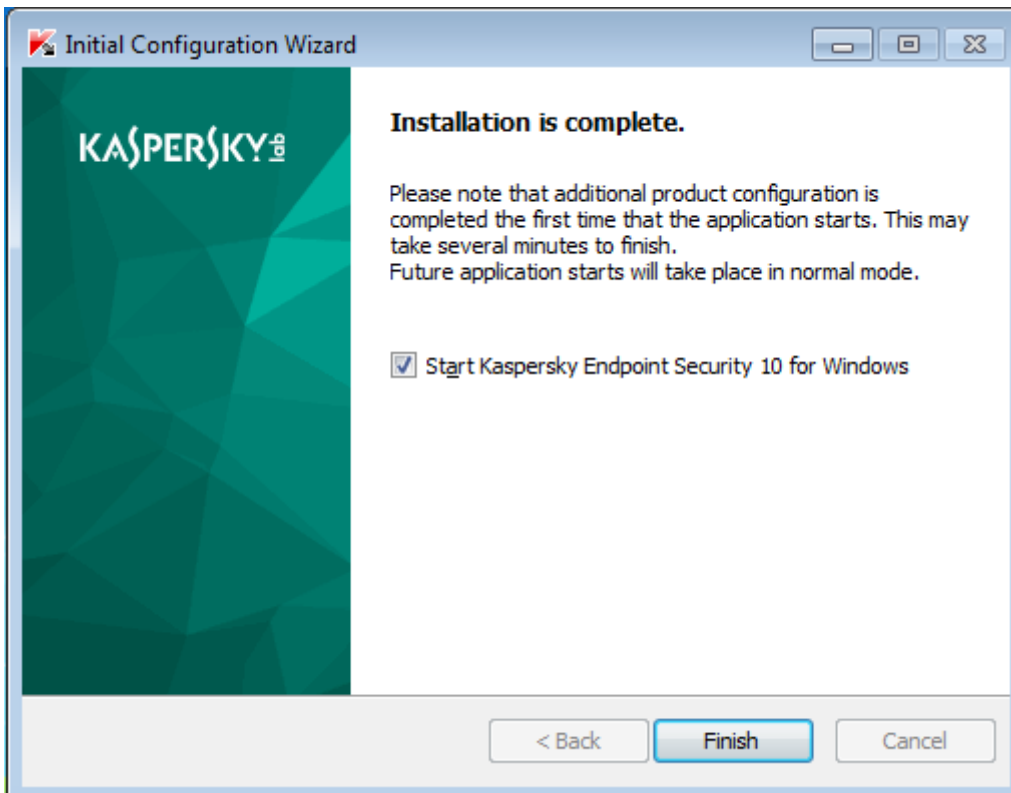 Initial Configuration Wizard
KASPERSKY lab
Installation is complete.
Please note that additional product configuration is
completed the first time that the application starts. This may
take several minutes to finish.
Future application starts will take place in normal mode.
Start Kaspersky Endpoint Security 10 for Windows
< Back
Finish
Cancel